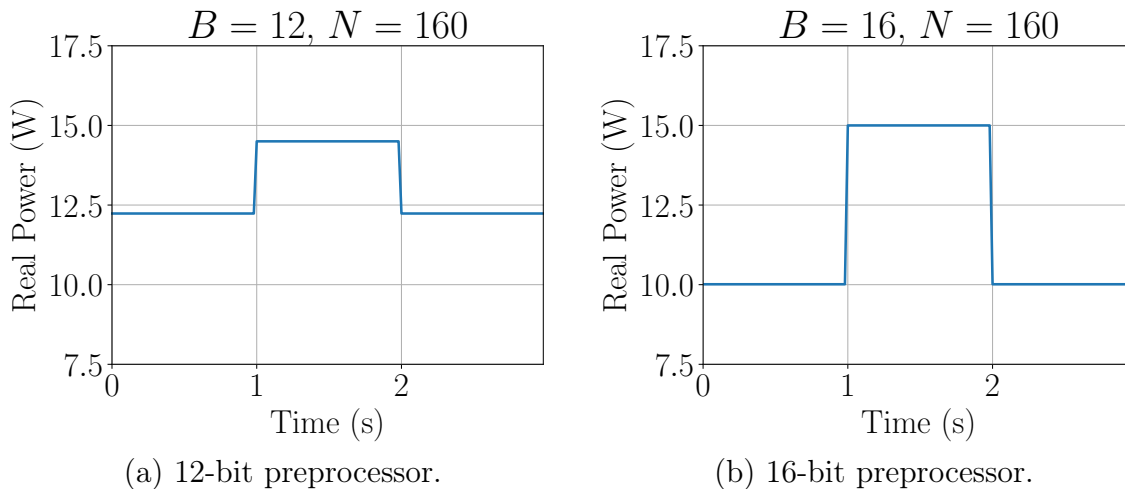 B = 12, N = 160
17.5
15.0
12.5
10.0
7.5
Real Power (W)
0 1 2
Time (s)
(a) 12-bit preprocessor.
B = 16, N = 160
17.5
15.0
12.5
10.0
7.5
Real Power (W)
0 1 2
Time (s)
(b) 16-bit preprocessor.